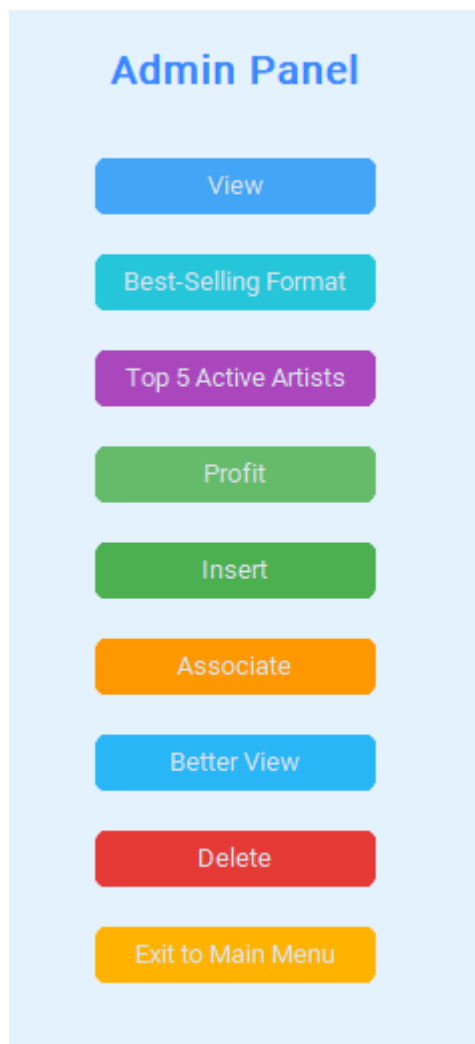 Admin Panel
View
Best-Selling Format
Top 5 Active Artists
Profit
Insert
Associate
Better View
Delete
Exit to Main Menu